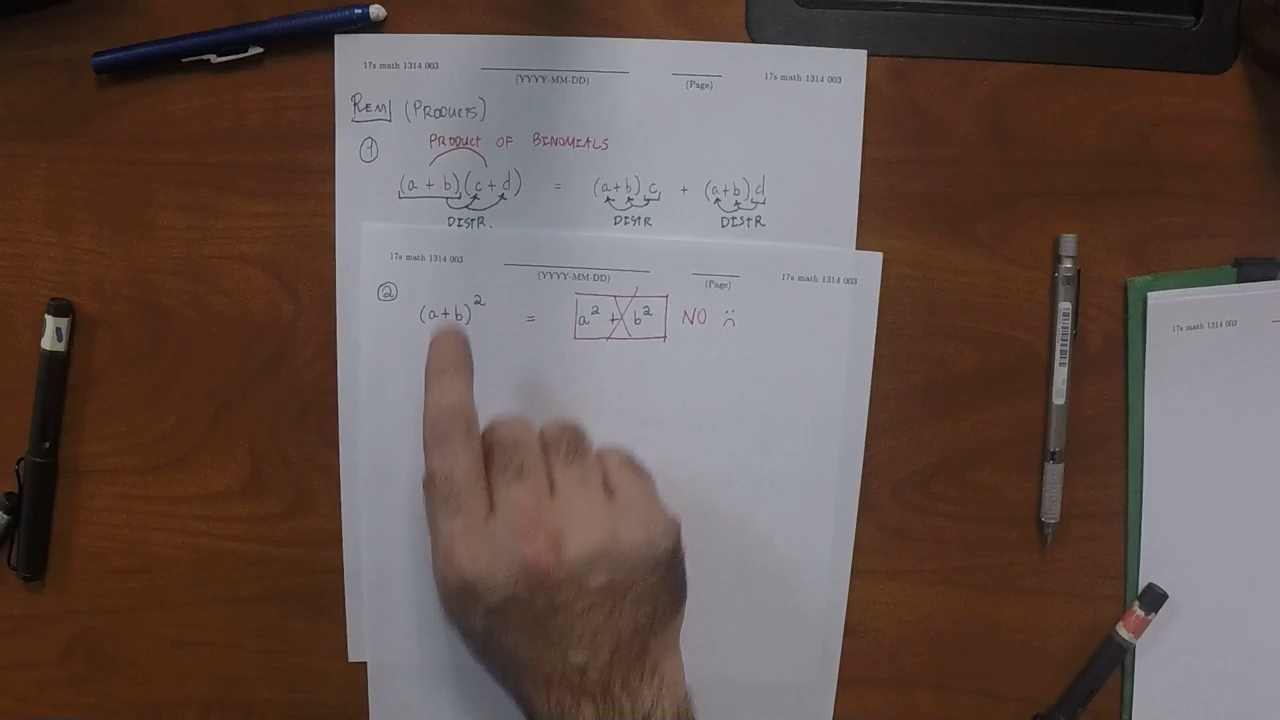 17s math 1314 003 (YYYY-MM-DD) (Page) 17s math 1314 003
REM (PRODUCTS)
1 PRODUCT OF BINOMIALS
(a + b)(c + d) = (a+b)c + (a+b)d
DISTR. DISTR DISTR
17s math 1314 003 (YYYY-MM-DD) (Page) 17s math 1314 003
2 (a+b)² = a² + b² NO :(
17s math 1314 003